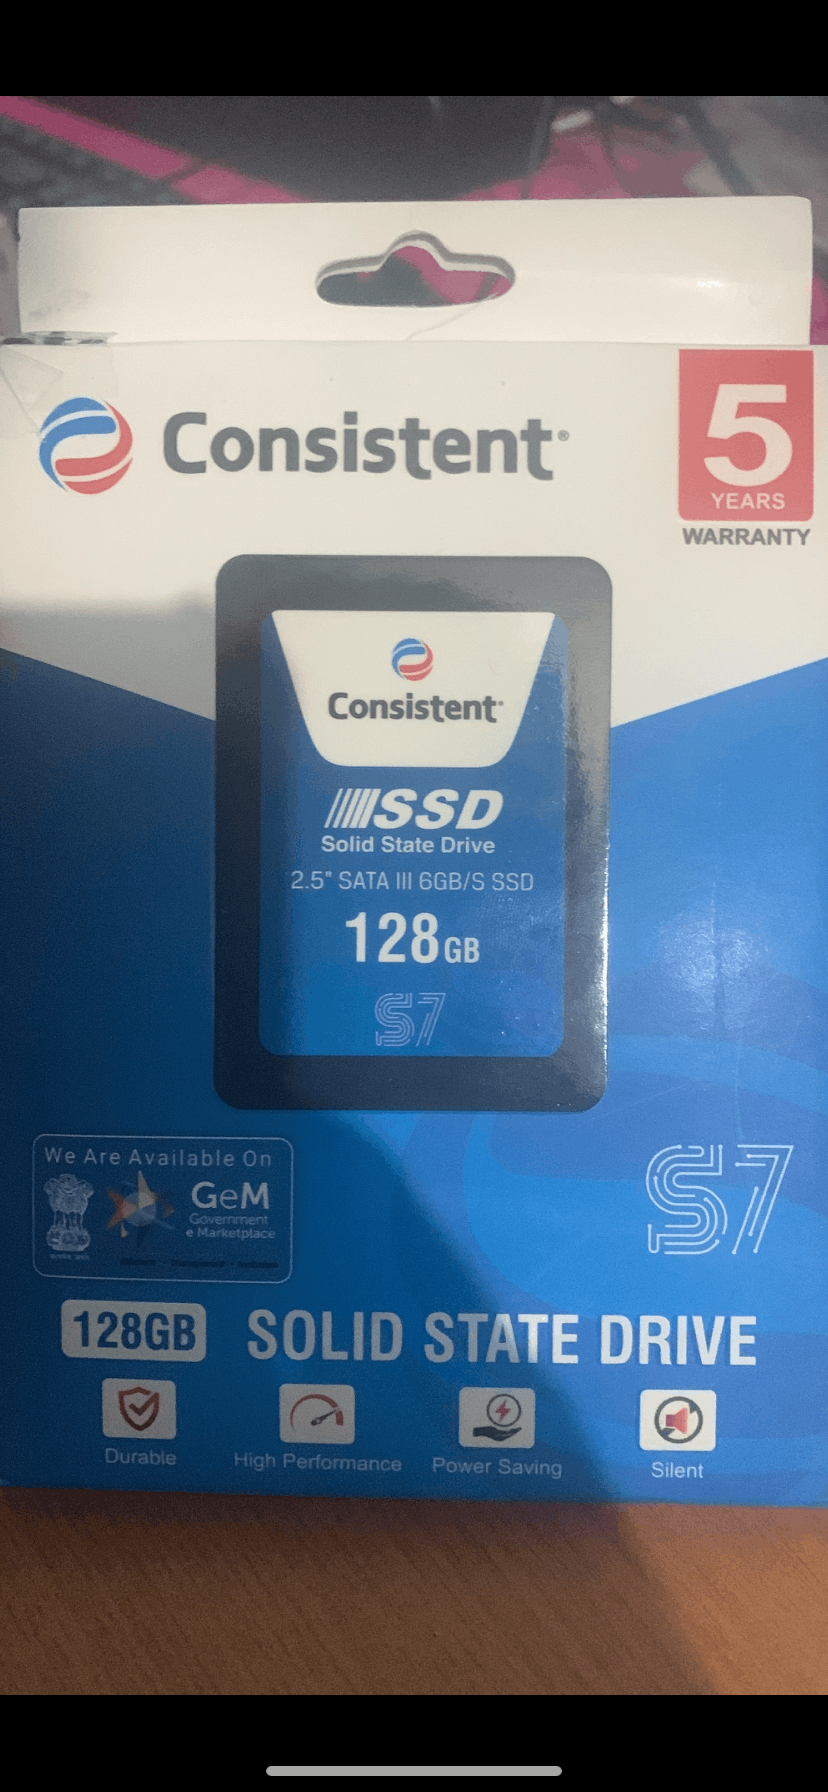 Consistent®
5
YEARS
WARRANTY
Consistent
SSD
Solid State Drive
2.5" SATA III 6GB/S SSD
128GB
S7
We Are Available On
GeM
Government
e Marketplace
S7
128GB SOLID STATE DRIVE
Durable
High Performance
Power Saving
Silent